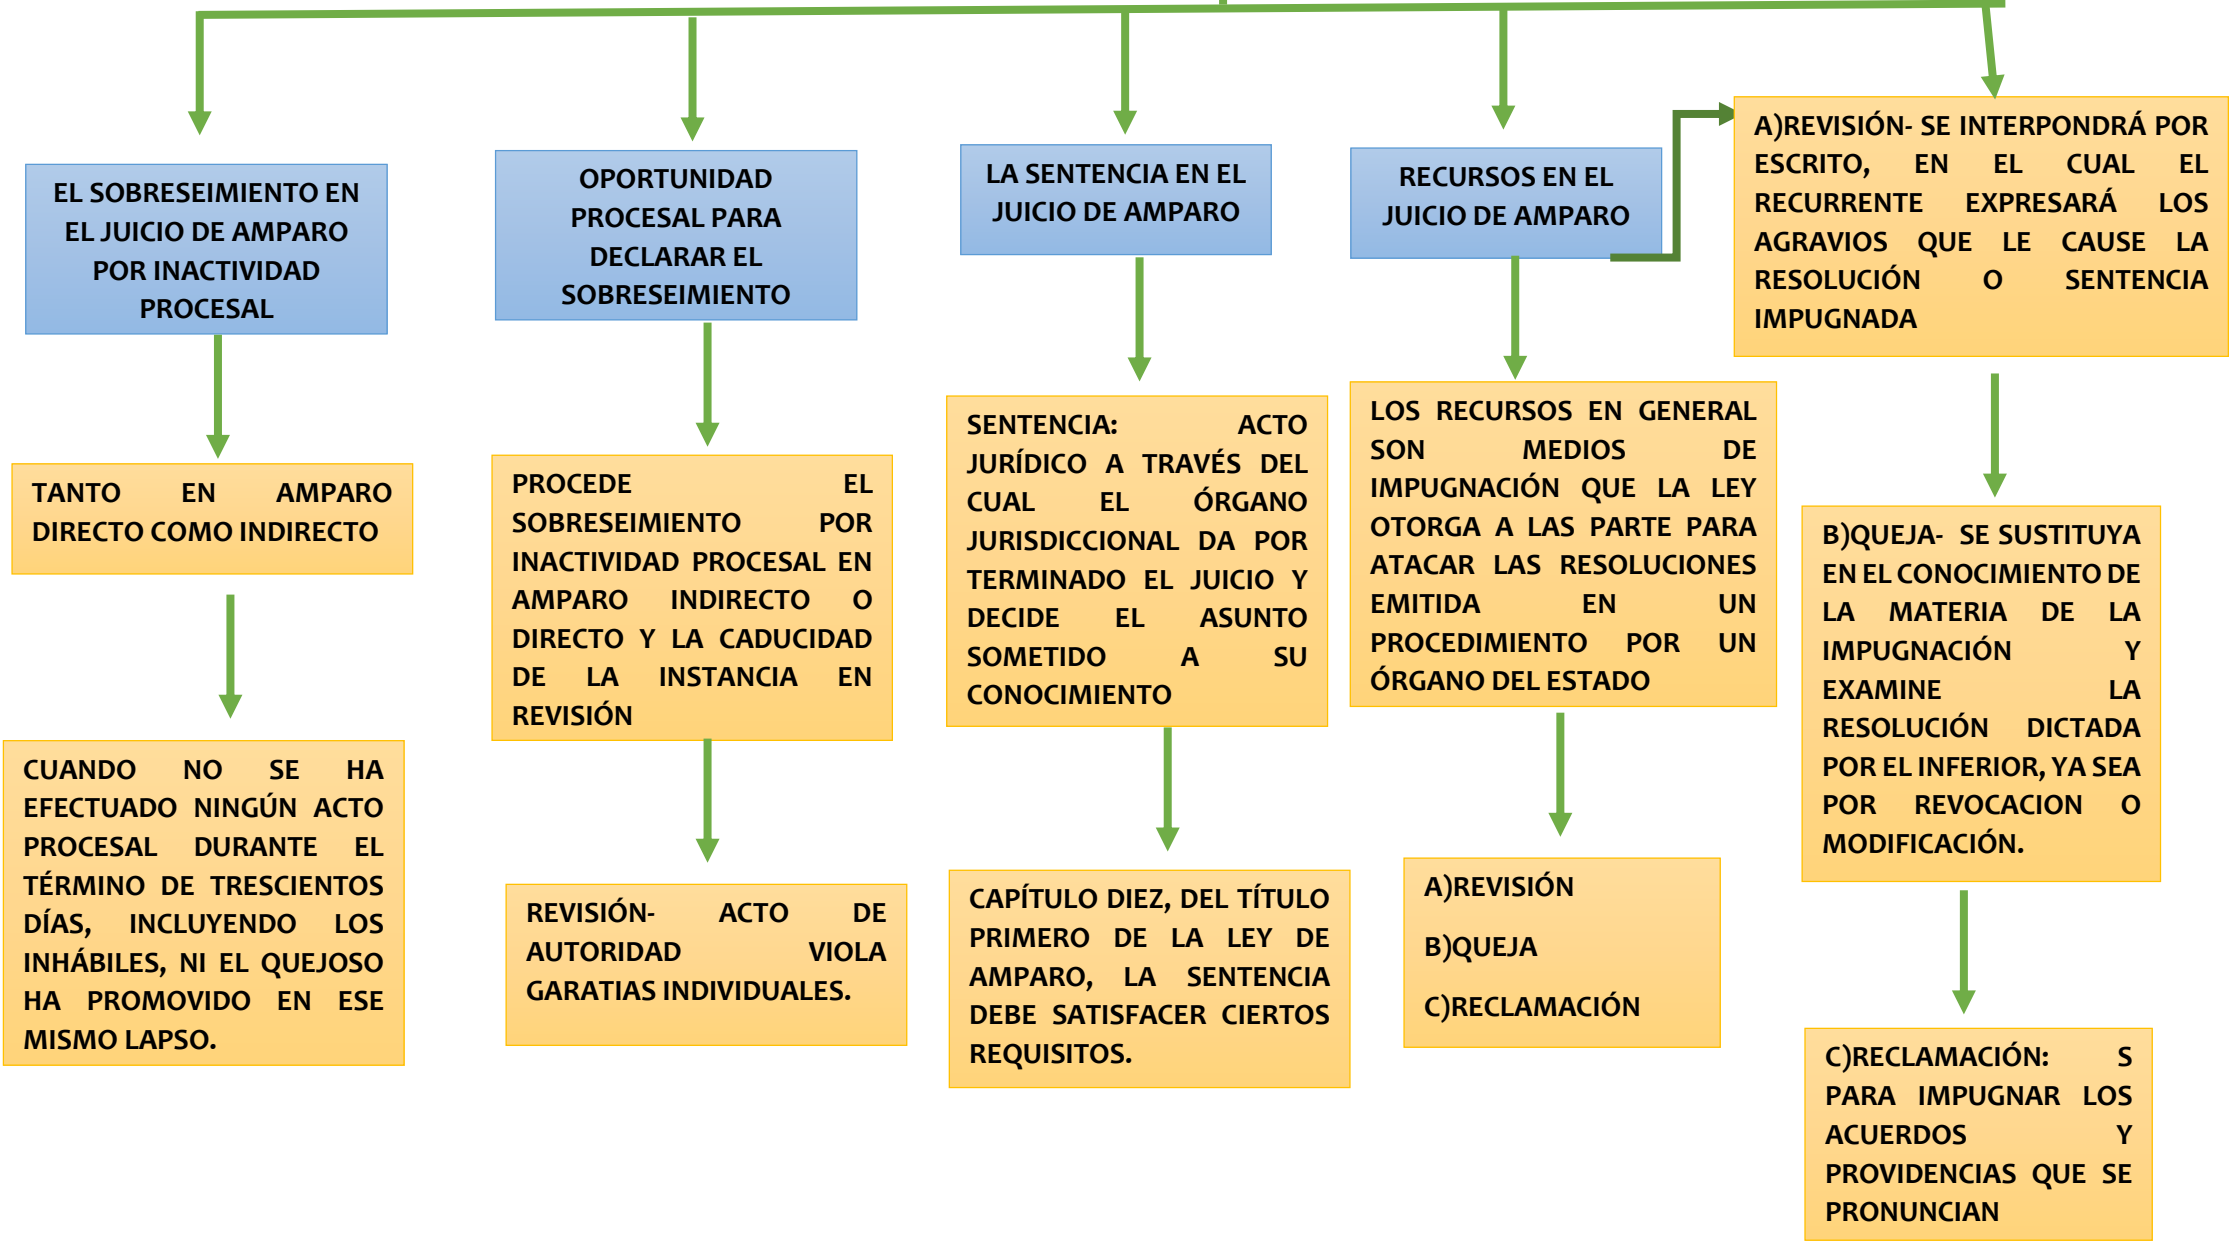 EL SOBRESEIMIENTO EN
EL JUICIO DE AMPARO
POR INACTIVIDAD
PROCESAL
TANTO EN AMPARO
DIRECTO COMO INDIRECTO
CUANDO NO SE HA
EFECTUADO NINGÚN ACTO
PROCESAL DURANTE EL
TÉRMINO DE TRESCIENTOS
DÍAS, INCLUYENDO LOS
INHÁBILES, NI EL QUEJOSO
HA PROMOVIDO EN ESE
MISMO LAPSO.
OPORTUNIDAD
PROCESAL PARA
DECLARAR EL
SOBRESEIMIENTO
PROCEDE EL
SOBRESEIMIENTO POR
INACTIVIDAD PROCESAL EN
AMPARO INDIRECTO O
DIRECTO Y LA CADUCIDAD
DE LA INSTANCIA EN
REVISIÓN
REVISIÓN- ACTO DE
AUTORIDAD VIOLA
GARATIAS INDIVIDUALES.
LA SENTENCIA EN EL
JUICIO DE AMPARO
SENTENCIA: ACTO
JURÍDICO A TRAVÉS DEL
CUAL EL ÓRGANO
JURISDICCIONAL DA POR
TERMINADO EL JUICIO Y
DECIDE EL ASUNTO
SOMETIDO A SU
CONOCIMIENTO
CAPÍTULO DIEZ, DEL TÍTULO
PRIMERO DE LA LEY DE
AMPARO, LA SENTENCIA
DEBE SATISFACER CIERTOS
REQUISITOS.
RECURSOS EN EL
JUICIO DE AMPARO
LOS RECURSOS EN GENERAL
SON MEDIOS DE
IMPUGNACIÓN QUE LA LEY
OTORGA A LAS PARTE PARA
ATACAR LAS RESOLUCIONES
EMITIDA EN UN
PROCEDIMIENTO POR UN
ÓRGANO DEL ESTADO
A)REVISIÓN
B)QUEJA
C)RECLAMACIÓN
A)REVISIÓN- SE INTERPONDRÁ POR
ESCRITO, EN EL CUAL EL
RECURRENTE EXPRESARÁ LOS
AGRAVIOS QUE LE CAUSE LA
RESOLUCIÓN O SENTENCIA
IMPUGNADA
B)QUEJA- SE SUSTITUYA
EN EL CONOCIMIENTO DE
LA MATERIA DE LA
IMPUGNACIÓN Y
EXAMINE LA
RESOLUCIÓN DICTADA
POR EL INFERIOR, YA SEA
POR REVOCACION O
MODIFICACIÓN.
C)RECLAMACIÓN: S
PARA IMPUGNAR LOS
ACUERDOS Y
PROVIDENCIAS QUE SE
PRONUNCIAN